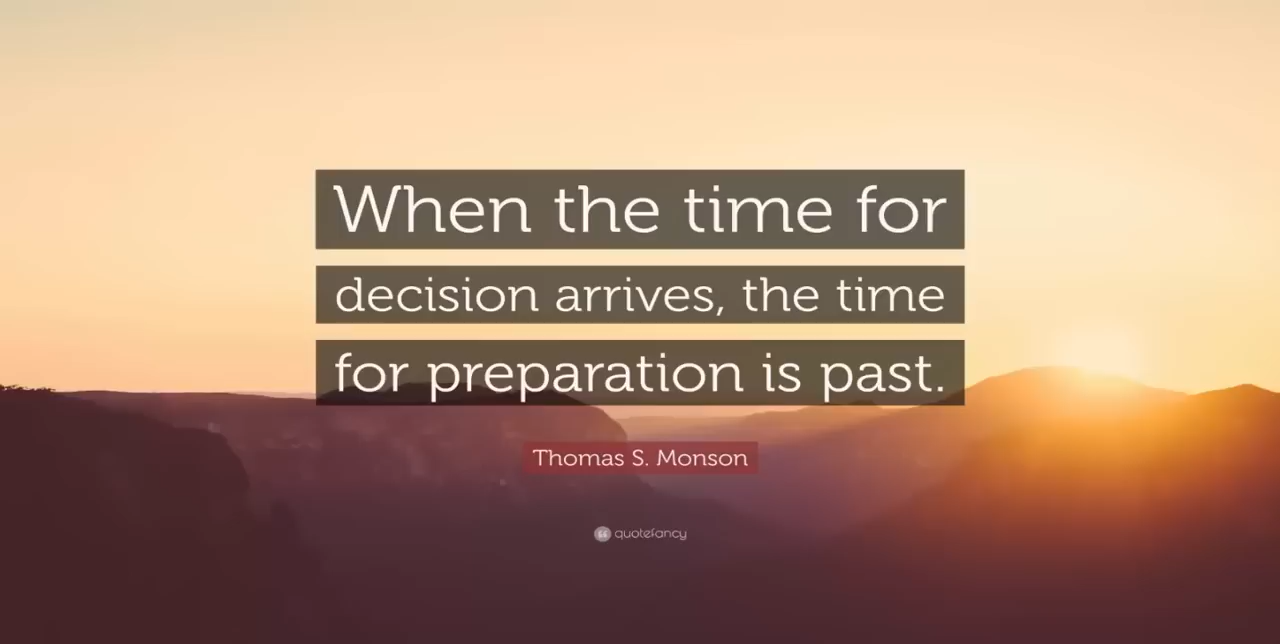 When the time for
decision arrives, the time
for preparation is past.
Thomas S. Monson
quotefancy